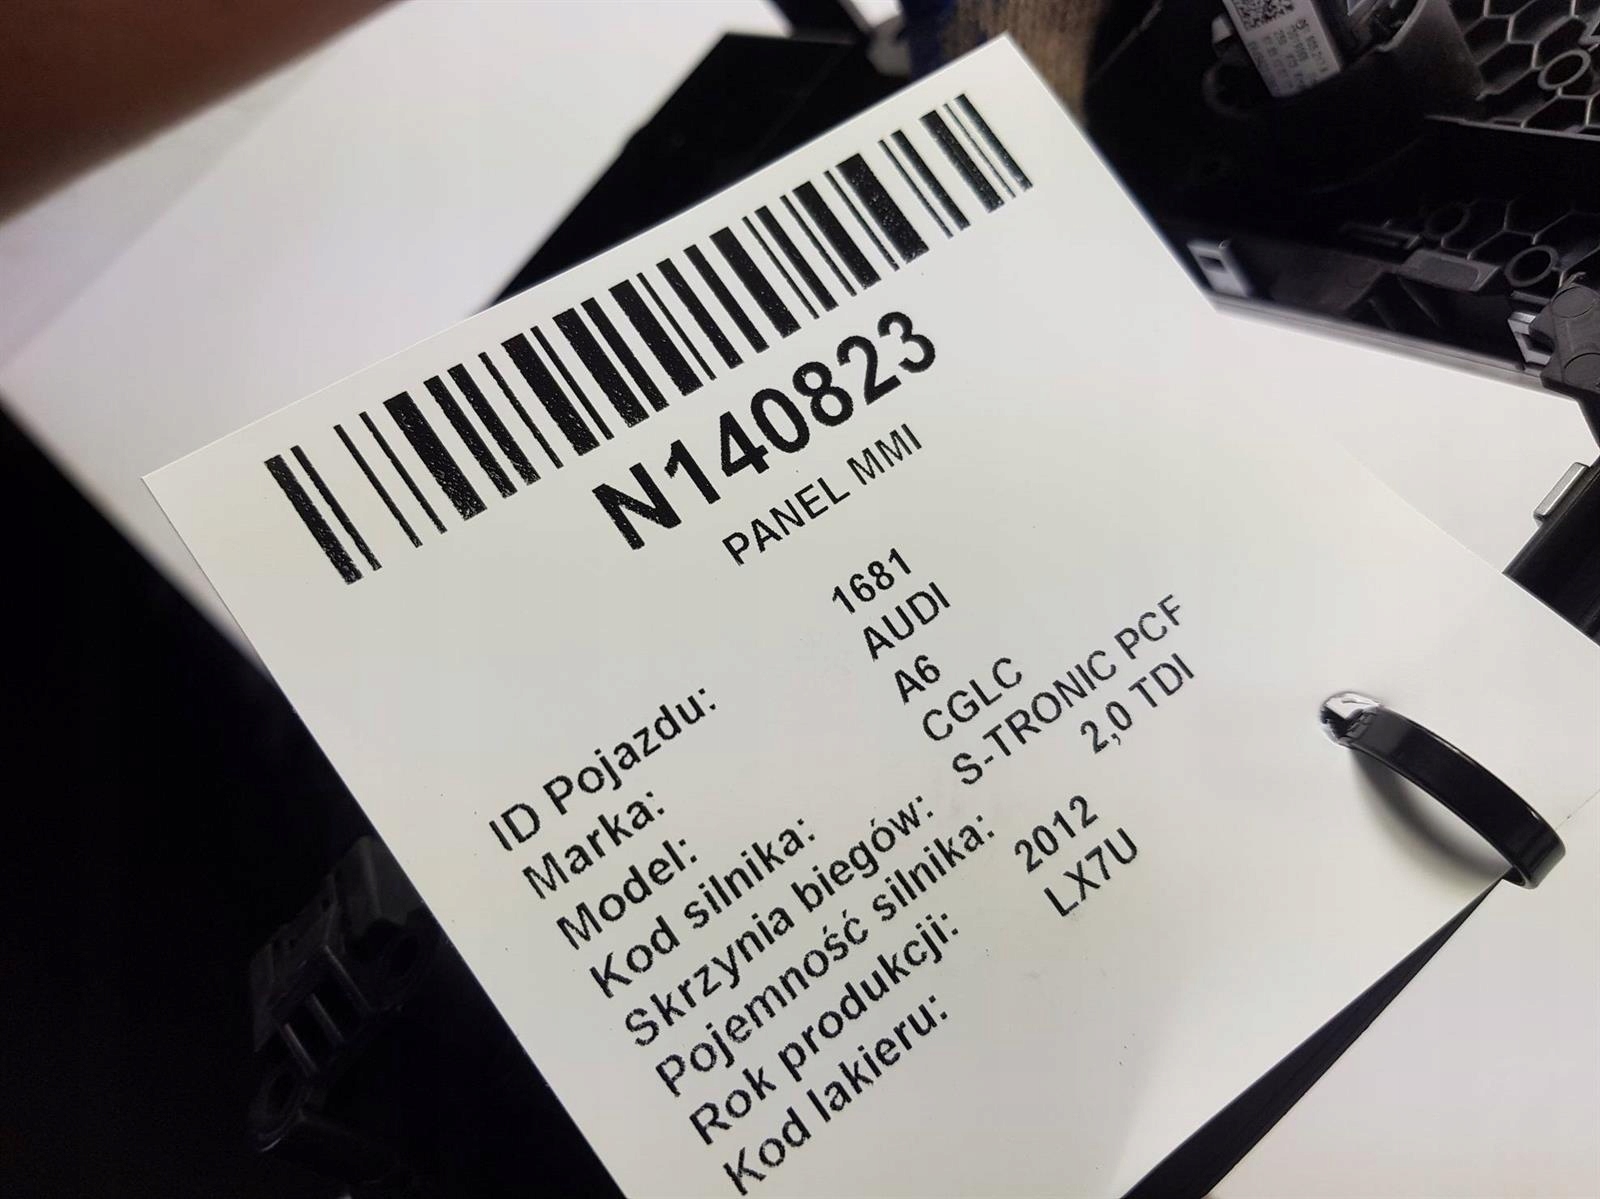 N140823
PANEL MMI
ID Pojazdu: 1681
Marka: AUDI
Model: A6
Kod silnika: CGLC
Skrzynia biegów: S-TRONIC PCF
Pojemność silnika: 2,0 TDI
Rok produkcji: 2012
Kod lakieru: LX7U